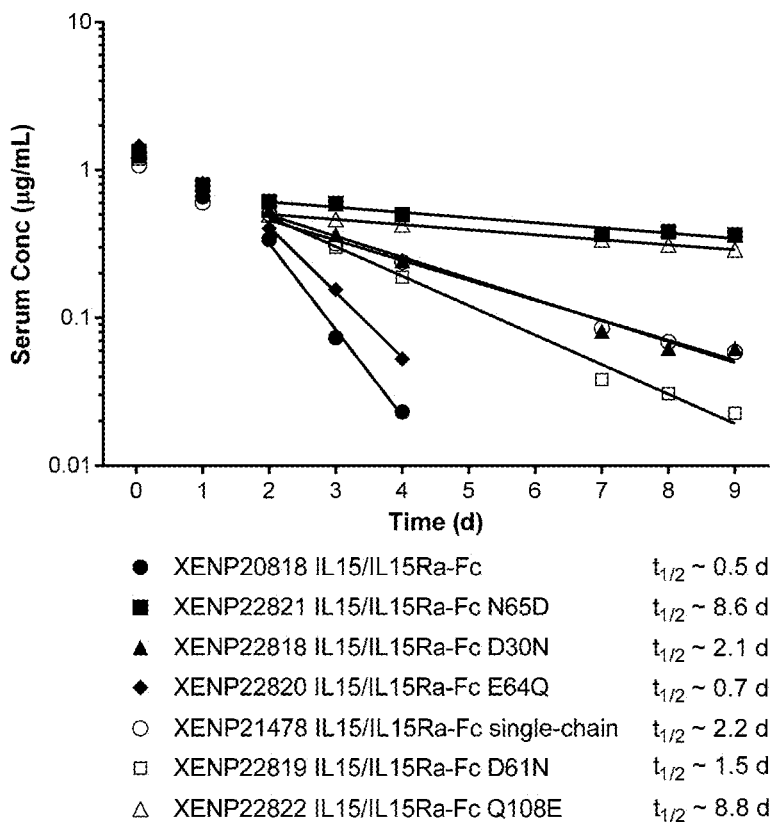 10
1
0.1
0.01
Serum Conc (µg/mL)
0 1 2 3 4 5 6 7 8 9
Time (d)
XENP20818 IL15/IL15Ra-Fc t1/2 ~ 0.5 d
XENP22821 IL15/IL15Ra-Fc N65D t1/2 ~ 8.6 d
XENP22818 IL15/IL15Ra-Fc D30N t1/2 ~ 2.1 d
XENP22820 IL15/IL15Ra-Fc E64Q t1/2 ~ 0.7 d
XENP21478 IL15/IL15Ra-Fc single-chain t1/2 ~ 2.2 d
XENP22819 IL15/IL15Ra-Fc D61N t1/2 ~ 1.5 d
XENP22822 IL15/IL15Ra-Fc Q108E t1/2 ~ 8.8 d